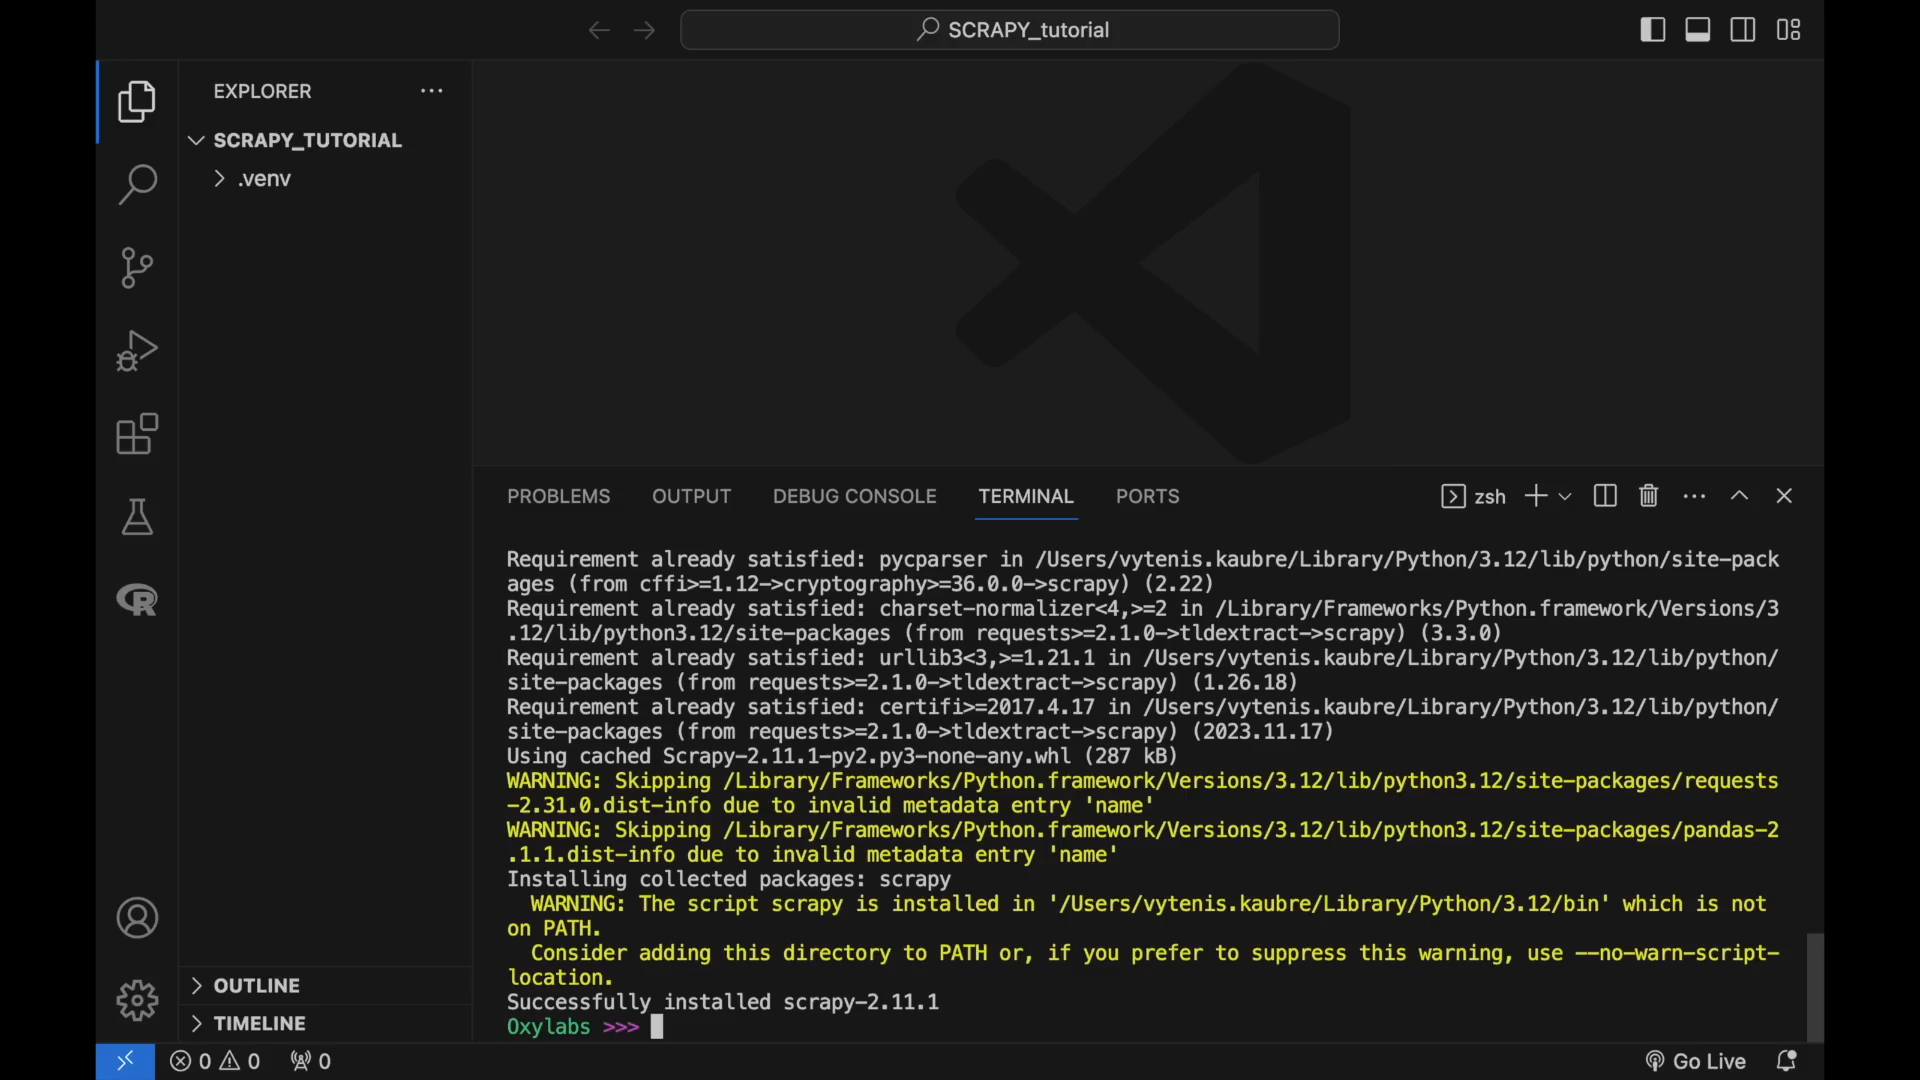 SCRAPY_tutorial
EXPLORER
SCRAPY_TUTORIAL
.venv
OUTLINE
TIMELINE
PROBLEMS OUTPUT DEBUG CONSOLE TERMINAL PORTS zsh
Requirement already satisfied: pycparser in /Users/vytenis.kaubre/Library/Python/3.12/lib/python/site-pack
ages (from cffi>=1.12->cryptography>=36.0.0->scrapy) (2.22)
Requirement already satisfied: charset-normalizer<4,>=2 in /Library/Frameworks/Python.framework/Versions/3
.12/lib/python3.12/site-packages (from requests>=2.1.0->tldextract->scrapy) (3.3.0)
Requirement already satisfied: urllib3<3,>=1.21.1 in /Users/vytenis.kaubre/Library/Python/3.12/lib/python/
site-packages (from requests>=2.1.0->tldextract->scrapy) (1.26.18)
Requirement already satisfied: certifi>=2017.4.17 in /Users/vytenis.kaubre/Library/Python/3.12/lib/python/
site-packages (from requests>=2.1.0->tldextract->scrapy) (2023.11.17)
Using cached Scrapy-2.11.1-py2.py3-none-any.whl (287 kB)
WARNING: Skipping /Library/Frameworks/Python.framework/Versions/3.12/lib/python3.12/site-packages/requests
-2.31.0.dist-info due to invalid metadata entry 'name'
WARNING: Skipping /Library/Frameworks/Python.framework/Versions/3.12/lib/python3.12/site-packages/pandas-2
.1.1.dist-info due to invalid metadata entry 'name'
Installing collected packages: scrapy
WARNING: The script scrapy is installed in '/Users/vytenis.kaubre/Library/Python/3.12/bin' which is not
on PATH.
Consider adding this directory to PATH or, if you prefer to suppress this warning, use --no-warn-script-
location.
Successfully installed scrapy-2.11.1
Oxylabs >>>
0 0 0 Go Live